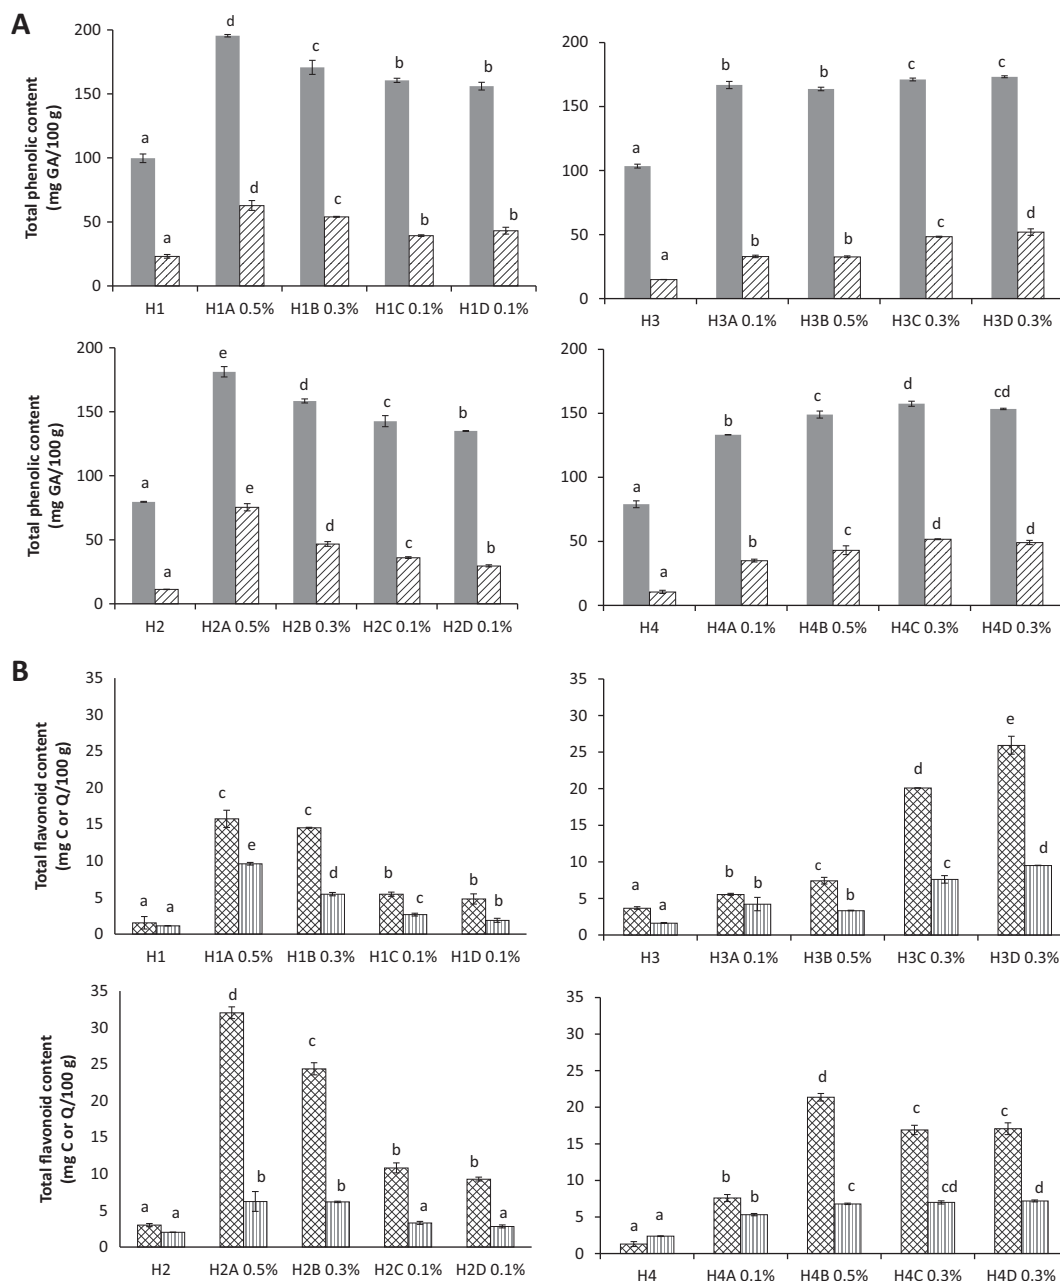 A
Total phenolic content
(mg GA/100 g)
200
150
100
50
0
a
a
d
d
c
c
b
b
b
b
H1 H1A 0.5% H1B 0.3% H1C 0.1% H1D 0.1%
200
150
100
50
0
a
a
b
b
b
b
c
c
c
d
H3 H3A 0.1% H3B 0.5% H3C 0.3% H3D 0.3%
Total phenolic content
(mg GA/100 g)
200
150
100
50
0
a
a
e
e
d
d
c
c
b
b
H2 H2A 0.5% H2B 0.3% H2C 0.1% H2D 0.1%
200
150
100
50
0
a
a
b
b
c
c
d
d
cd
d
H4 H4A 0.1% H4B 0.5% H4C 0.3% H4D 0.3%
B
Total flavonoid content
(mg C or Q/100 g)
35
30
25
20
15
10
5
0
a
a
c
e
c
d
b
c
b
b
H1 H1A 0.5% H1B 0.3% H1C 0.1% H1D 0.1%
35
30
25
20
15
10
5
0
a
a
b
b
c
b
d
c
e
d
H3 H3A 0.1% H3B 0.5% H3C 0.3% H3D 0.3%
Total flavonoid content
(mg C or Q/100 g)
35
30
25
20
15
10
5
0
a
a
d
b
c
b
b
a
b
a
H2 H2A 0.5% H2B 0.3% H2C 0.1% H2D 0.1%
35
30
25
20
15
10
5
0
a
a
b
b
d
c
c
cd
c
d
H4 H4A 0.1% H4B 0.5% H4C 0.3% H4D 0.3%